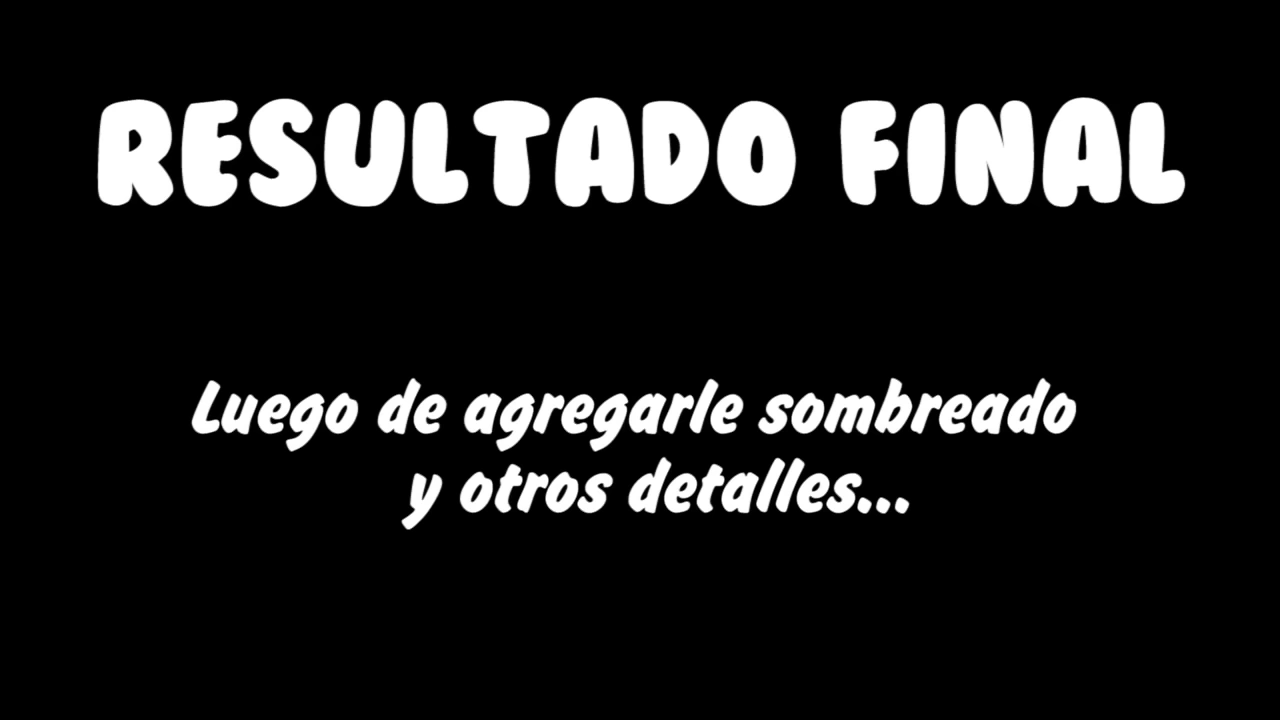 RESULTADO FINAL
Luego de agregarle sombreado
y otros detalles...